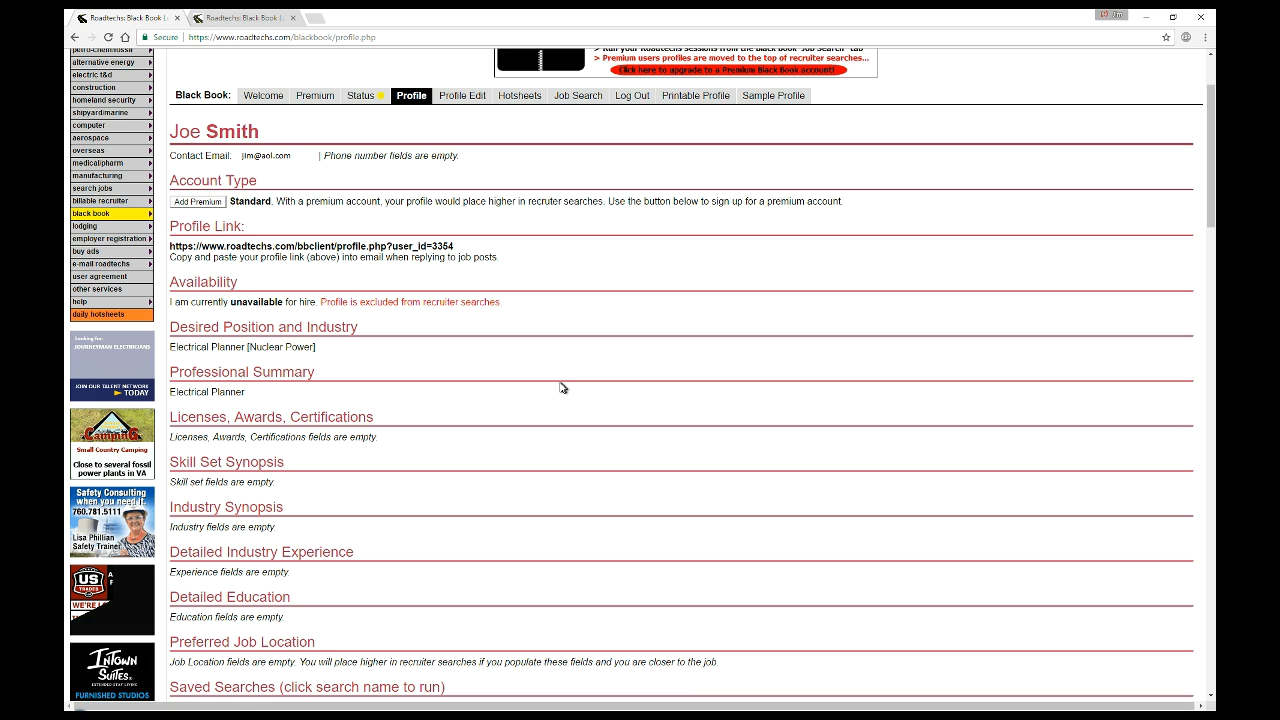 Roadtechs: Black Book L
Roadtechs: Black Book L
Jim
Secure
https://www.roadtechs.com/blackbook/profile.php
petro-chem/fossil
alternative energy
electric t&d
construction
homeland security
shipyard/marine
computer
aerospace
overseas
medical/pharm
manufacturing
search jobs
billable recruiter
black book
lodging
employer registration
buy ads
e-mail roadtechs
user agreement
other services
help
daily hotsheets
Looking for:
JOURNEYMAN ELECTRICIANS
JOIN OUR TALENT NETWORK
TODAY
Camping
Small Country Camping
Close to several fossil
power plants in VA
Safety Consulting
when you need it.
760.781.5111
Lisa Phillian
Safety Trainer
US
TRADES
WE'RE
InTown
SUITES
EXTENDED STAY LIVING
FURNISHED STUDIOS
> Run your Roadtechs sessions from the black book "Job Search" tab
> Premium users profiles are moved to the top of recruiter searches...
Click here to upgrade to a Premium Black Book account!
Black Book: Welcome Premium Status Profile Profile Edit Hotsheets Job Search Log Out Printable Profile Sample Profile
Joe Smith
Contact Email: jim@aol.com | Phone number fields are empty.
Account Type
Add Premium Standard. With a premium account, your profile would place higher in recruter searches. Use the button below to sign up for a premium account.
Profile Link:
https://www.roadtechs.com/bbclient/profile.php?user_id=3354
Copy and paste your profile link (above) into email when replying to job posts.
Availability
I am currently unavailable for hire. Profile is excluded from recruiter searches.
Desired Position and Industry
Electrical Planner [Nuclear Power]
Professional Summary
Electrical Planner
Licenses, Awards, Certifications
Licenses, Awards, Certifications fields are empty.
Skill Set Synopsis
Skill set fields are empty.
Industry Synopsis
Industry fields are empty.
Detailed Industry Experience
Experience fields are empty.
Detailed Education
Education fields are empty.
Preferred Job Location
Job Location fields are empty. You will place higher in recruiter searches if you populate these fields and you are closer to the job.
Saved Searches (click search name to run)